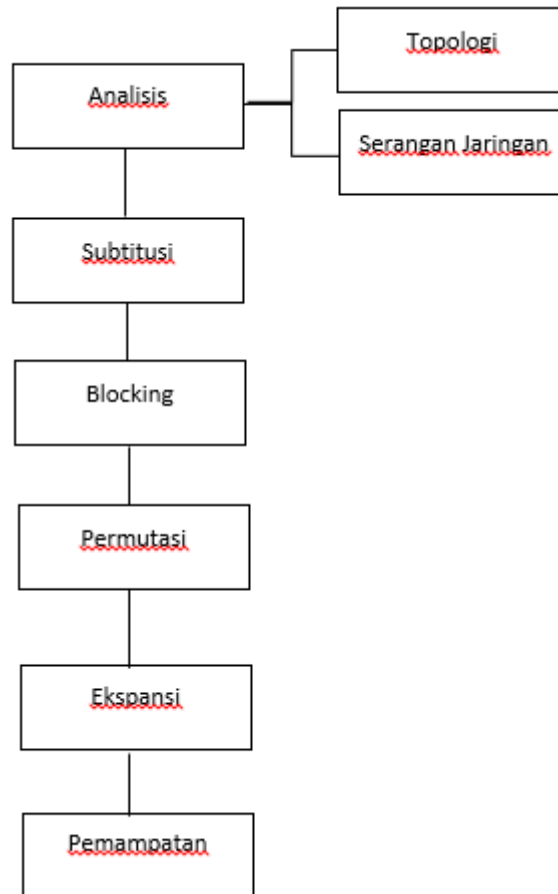 Topologi
Analisis
Serangan Jaringan
Subtitusi
Blocking
Permutasi
Ekspansi
Pemampatan